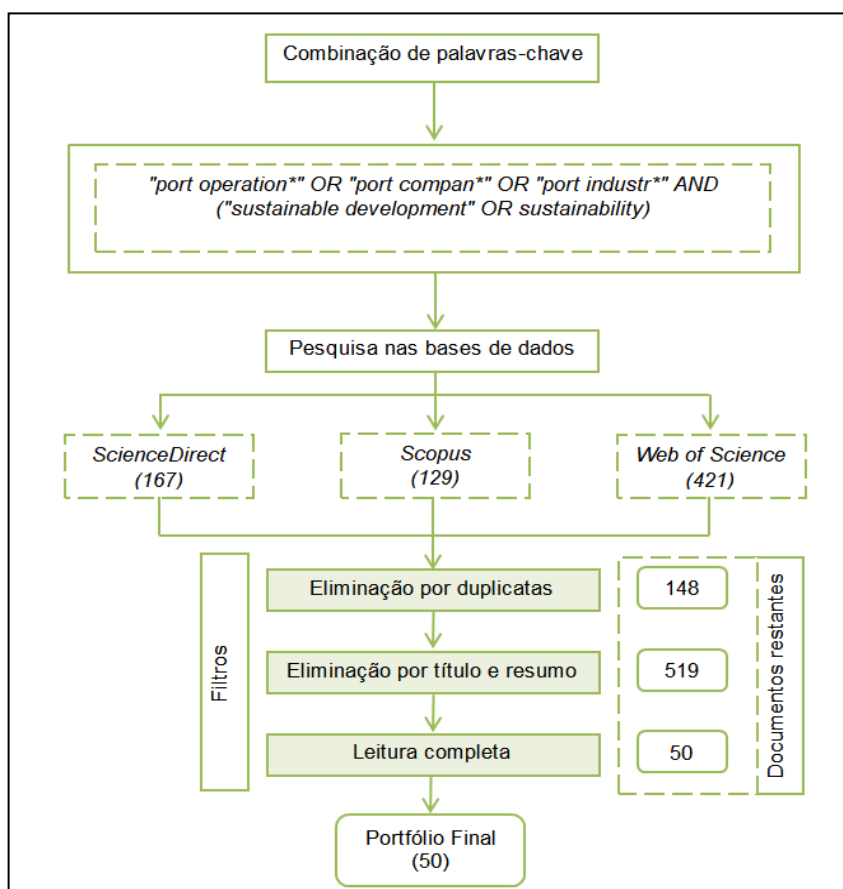 Combinação de palavras-chave
"port operation*" OR "port compan*" OR "port industr*" AND
("sustainable development" OR sustainability)
Pesquisa nas bases de dados
ScienceDirect
(167)
Scopus
(129)
Web of Science
(421)
Filtros
Eliminação por duplicatas
148
Eliminação por título e resumo
519
Leitura completa
50
Documentos restantes
Portfólio Final
(50)